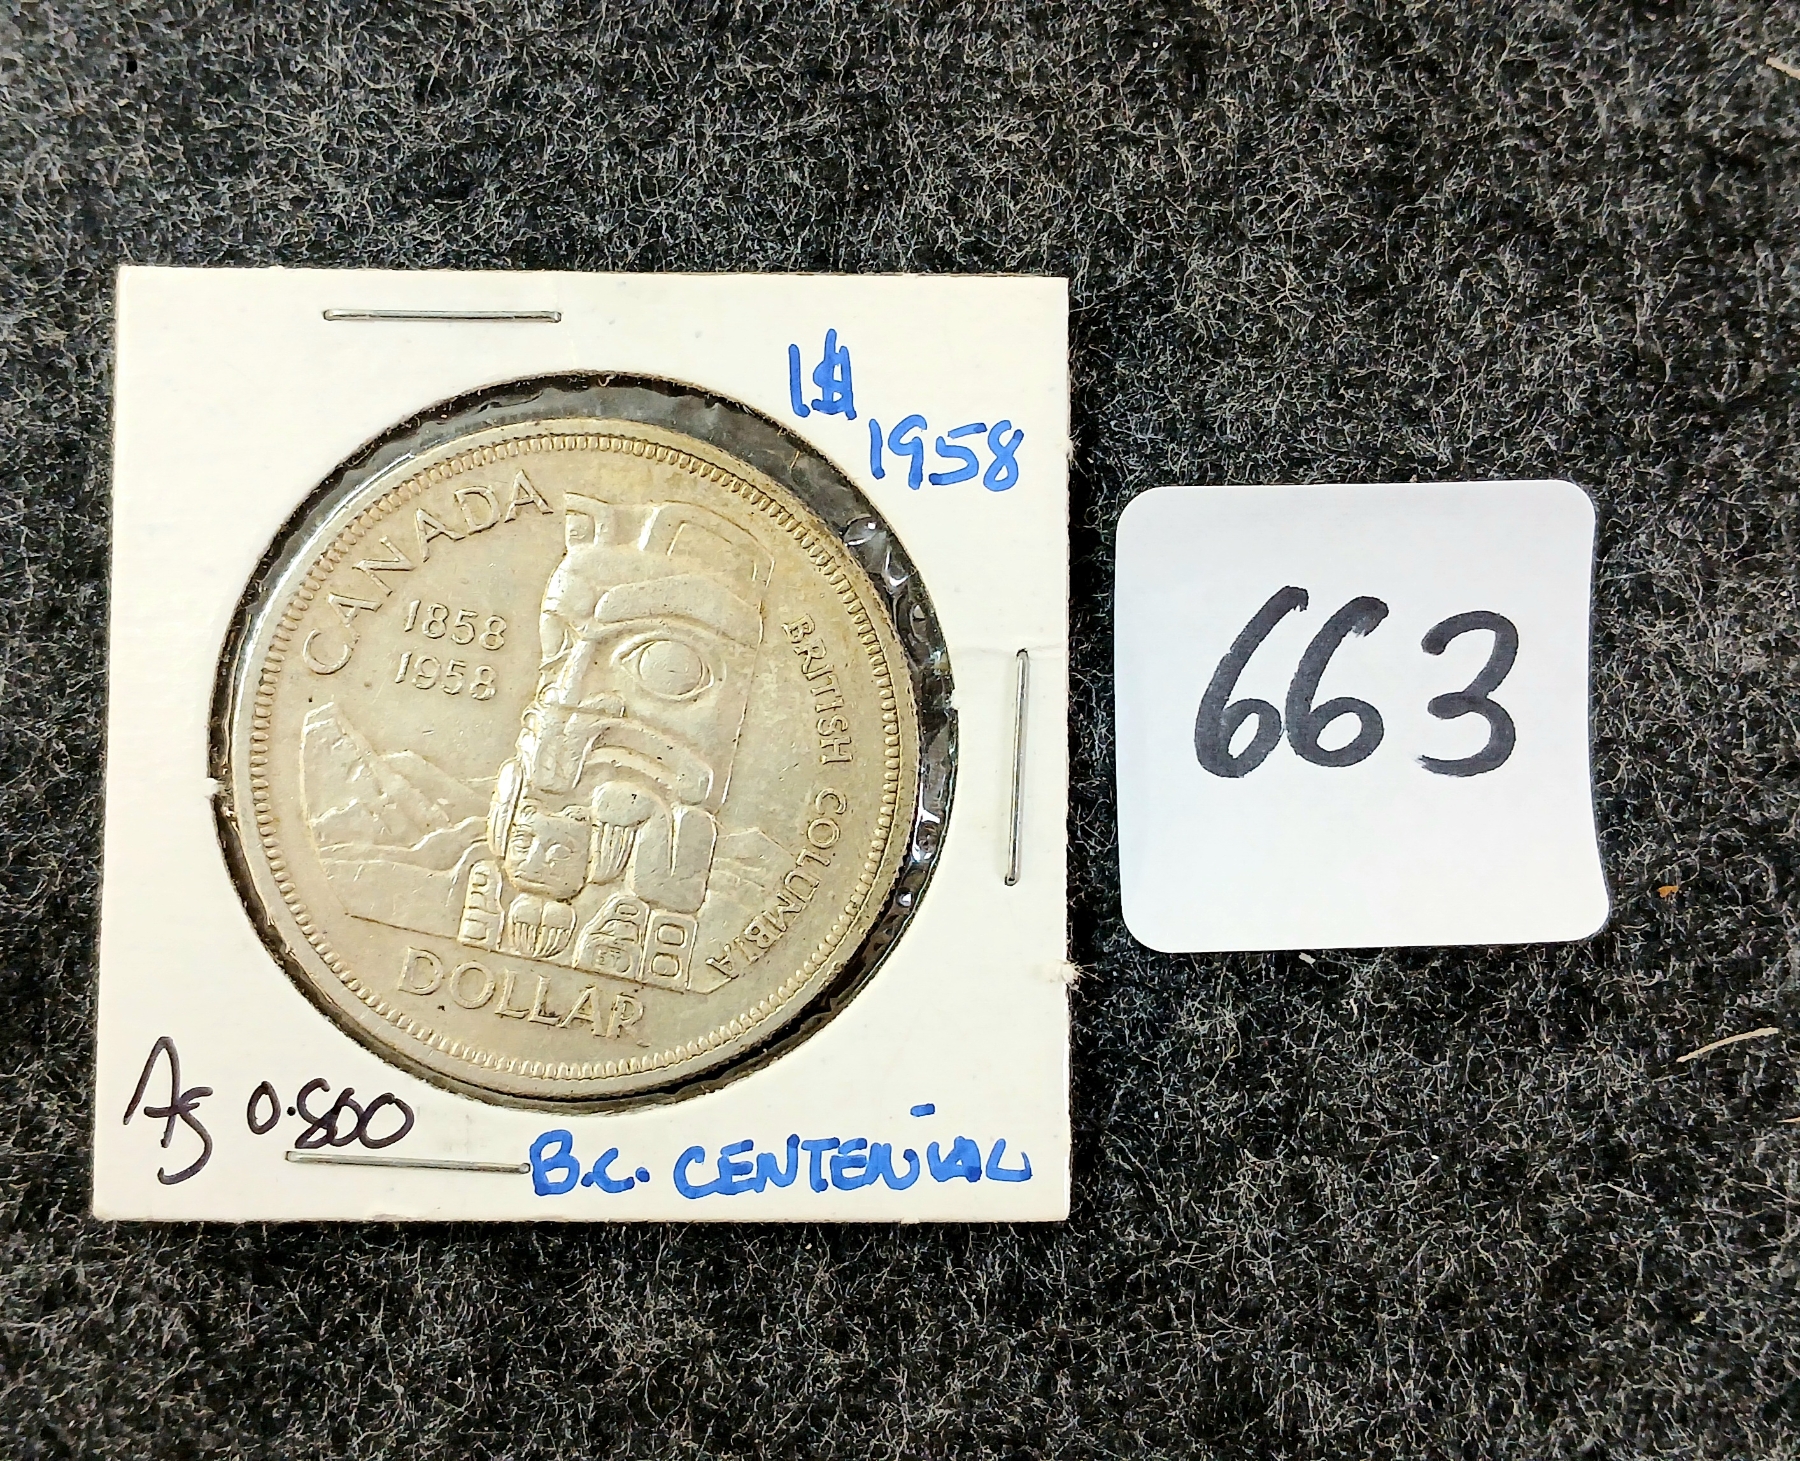 1$
1958
CANADA
1858
1958
BRITISH COLUMBIA
DOLLAR
Ag 0.800
B.C. CENTENIAL
663